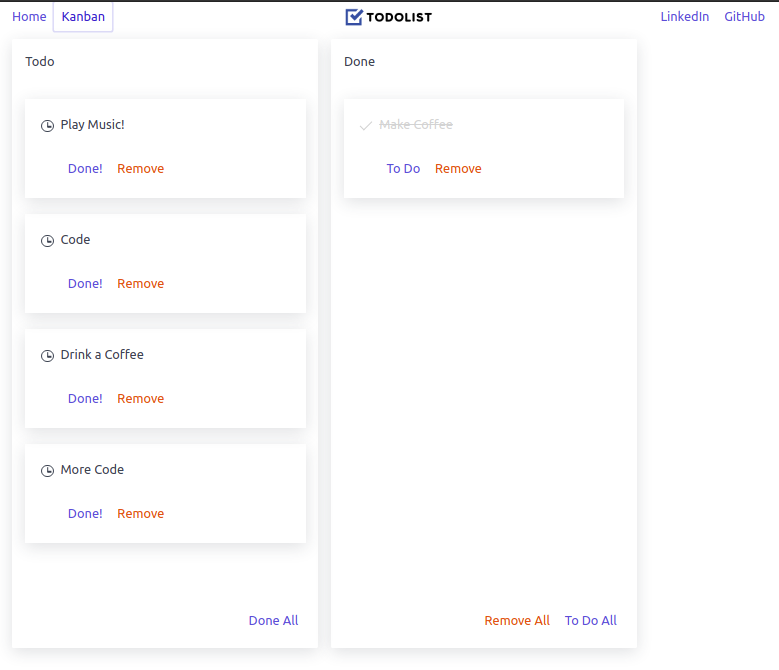 Home Kanban TODOLIST LinkedIn GitHub
Todo
Play Music!
Done! Remove
Code
Done! Remove
Drink a Coffee
Done! Remove
More Code
Done! Remove
Done All
Done
Make Coffee
To Do Remove
Remove All To Do All